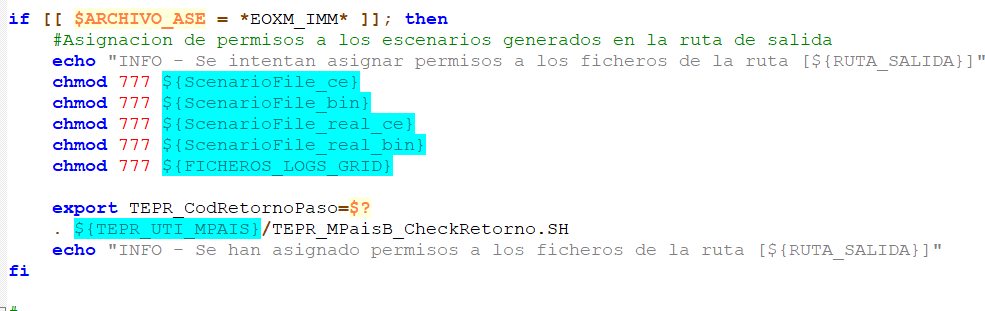 if [[ $ARCHIVO_ASE = *EOXM_IMM* ]]; then
#Asignacion de permisos a los escenarios generados en la ruta de salida
echo "INFO - Se intentan asignar permisos a los ficheros de la ruta [${RUTA_SALIDA}]"
chmod 777 ${ScenarioFile_ce}
chmod 777 ${ScenarioFile_bin}
chmod 777 ${ScenarioFile_real_ce}
chmod 777 ${ScenarioFile_real_bin}
chmod 777 ${FICHEROS_LOGS_GRID}
export TEPR_CodRetornoPaso=$?
. ${TEPR_UTI_MPAIS}/TEPR_MPaisB_CheckRetorno.SH
echo "INFO - Se han asignado permisos a los ficheros de la ruta [${RUTA_SALIDA}]"
fi